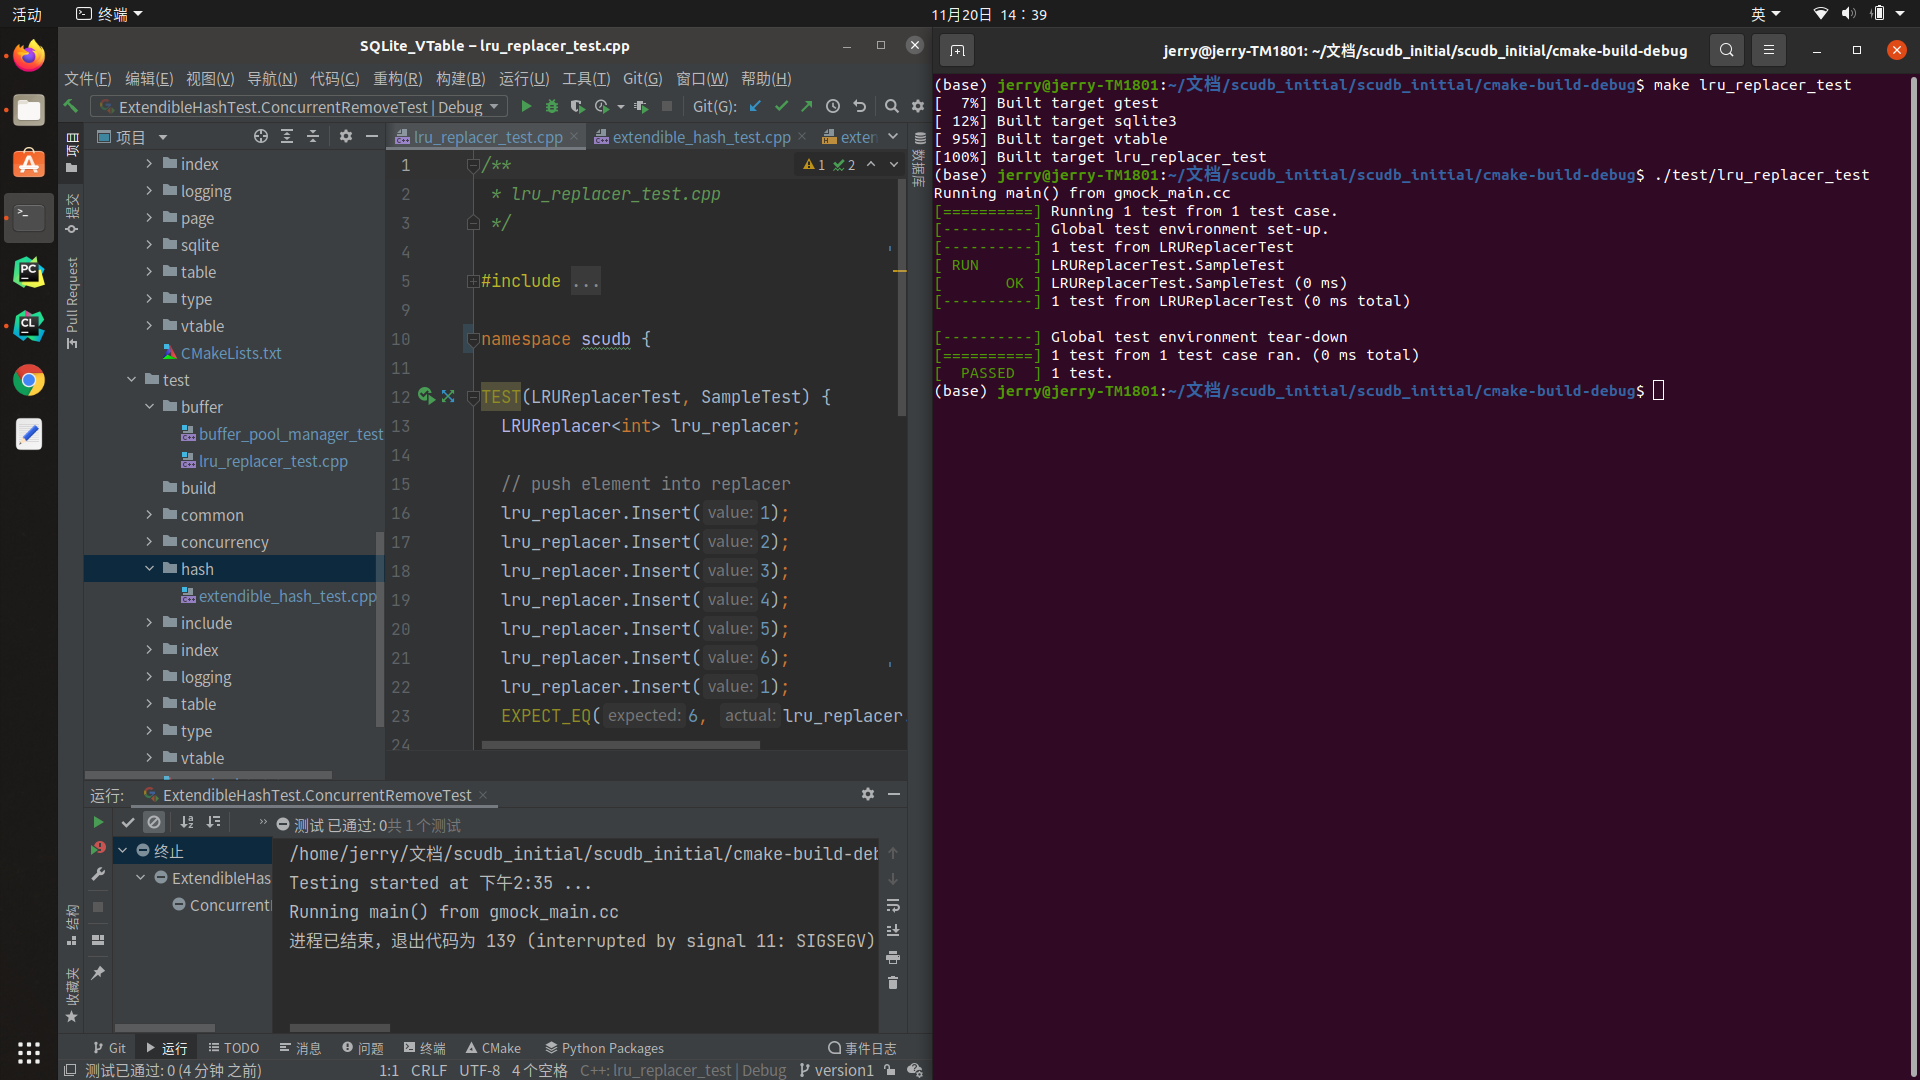 活动
终端
11月20日 14：39
英
SQLite_VTable – lru_replacer_test.cpp
文件(F) 编辑(E) 视图(V) 导航(N) 代码(C) 重构(R) 构建(B) 运行(U) 工具(T) Git(G) 窗口(W) 帮助(H)
ExtendibleHashTest.ConcurrentRemoveTest | Debug
Git(G):
项目
提交
Pull Request
结构
收藏夹
数据库
项目
index
logging
page
sqlite
table
type
vtable
CMakeLists.txt
test
buffer
buffer_pool_manager_test
lru_replacer_test.cpp
build
common
concurrency
hash
extendible_hash_test.cpp
include
index
logging
table
type
vtable
lru_replacer_test.cpp extendible_hash_test.cpp exten
1 2
1 /**
2 * lru_replacer_test.cpp
3 */
4
5 #include ...
9
10 namespace scudb {
11
12 TEST(LRUReplacerTest, SampleTest) {
13 LRUReplacer<int> lru_replacer;
14
15 // push element into replacer
16 lru_replacer.Insert( value: 1);
17 lru_replacer.Insert( value: 2);
18 lru_replacer.Insert( value: 3);
19 lru_replacer.Insert( value: 4);
20 lru_replacer.Insert( value: 5);
21 lru_replacer.Insert( value: 6);
22 lru_replacer.Insert( value: 1);
23 EXPECT_EQ( expected: 6, actual: lru_replacer
24
运行: ExtendibleHashTest.ConcurrentRemoveTest
测试 已通过: 0共 1 个测试
终止
ExtendibleHas
Concurrent
/home/jerry/文档/scudb_initial/scudb_initial/cmake-build-deb
Testing started at 下午2:35 ...
Running main() from gmock_main.cc
进程已结束，退出代码为 139 (interrupted by signal 11: SIGSEGV)
Git 运行 TODO 消息 问题 终端 CMake Python Packages 事件日志
测试已通过: 0 (4 分钟 之前) 1:1 CRLF UTF-8 4 个空格 C++: lru_replacer_test | Debug version1
jerry@jerry-TM1801: ~/文档/scudb_initial/scudb_initial/cmake-build-debug
(base) jerry@jerry-TM1801:~/文档/scudb_initial/scudb_initial/cmake-build-debug$ make lru_replacer_test
[  7%] Built target gtest
[ 12%] Built target sqlite3
[ 95%] Built target vtable
[100%] Built target lru_replacer_test
(base) jerry@jerry-TM1801:~/文档/scudb_initial/scudb_initial/cmake-build-debug$ ./test/lru_replacer_test
Running main() from gmock_main.cc
[==========] Running 1 test from 1 test case.
[----------] Global test environment set-up.
[----------] 1 test from LRUReplacerTest
[ RUN      ] LRUReplacerTest.SampleTest
[       OK ] LRUReplacerTest.SampleTest (0 ms)
[----------] 1 test from LRUReplacerTest (0 ms total)
[----------] Global test environment tear-down
[==========] 1 test from 1 test case ran. (0 ms total)
[  PASSED  ] 1 test.
(base) jerry@jerry-TM1801:~/文档/scudb_initial/scudb_initial/cmake-build-debug$